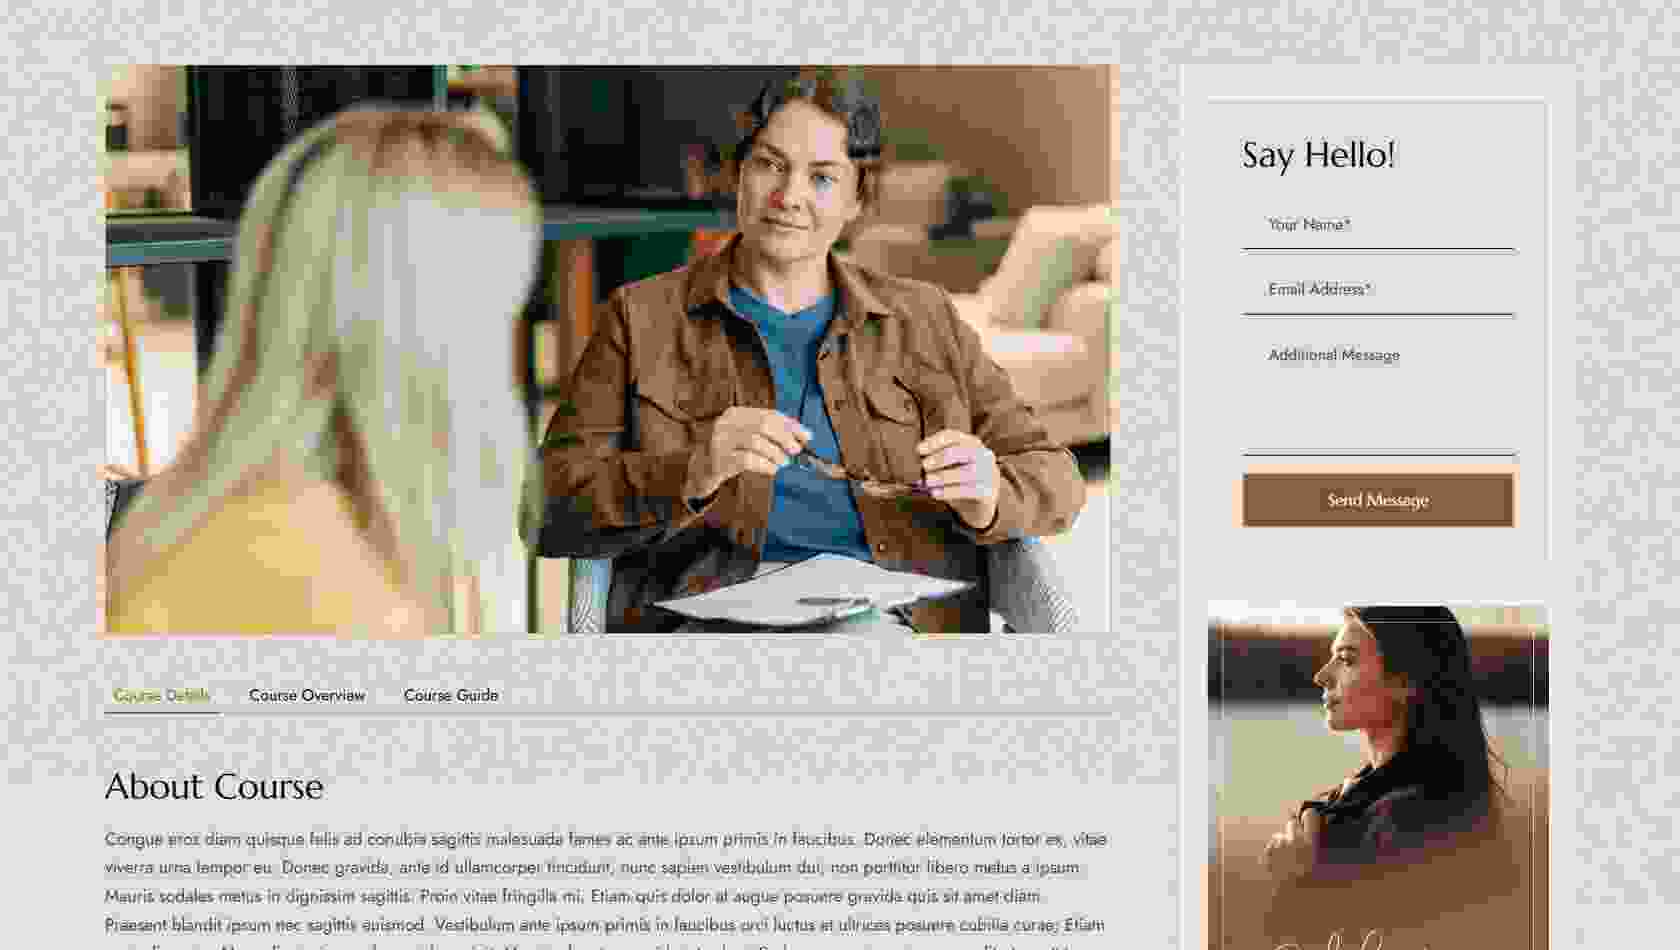 Say Hello!
Your Name*
Email Address*
Additional Message
Send Message
Course Details
Course Overview
Course Guide
About Course
Congue eros diam quisque felis ad conubia sagittis malesuada fames ac ante ipsum primis in faucibus. Donec elementum tortor ex, vitae
viverra urna tempor eu. Donec gravida, ante id ullamcorper tincidunt, nunc sapien vestibulum dui, non porttitor libero metus a ipsum.
Mauris sodales metus in dignissim sagittis. Proin vitae fringilla mi. Etiam quis dolor at augue posuere gravida quis sit amet diam.
Praesent blandit ipsum nec sagittis euismod. Vestibulum ante ipsum primis in faucibus orci luctus et ultrices posuere cubilia curae; Etiam